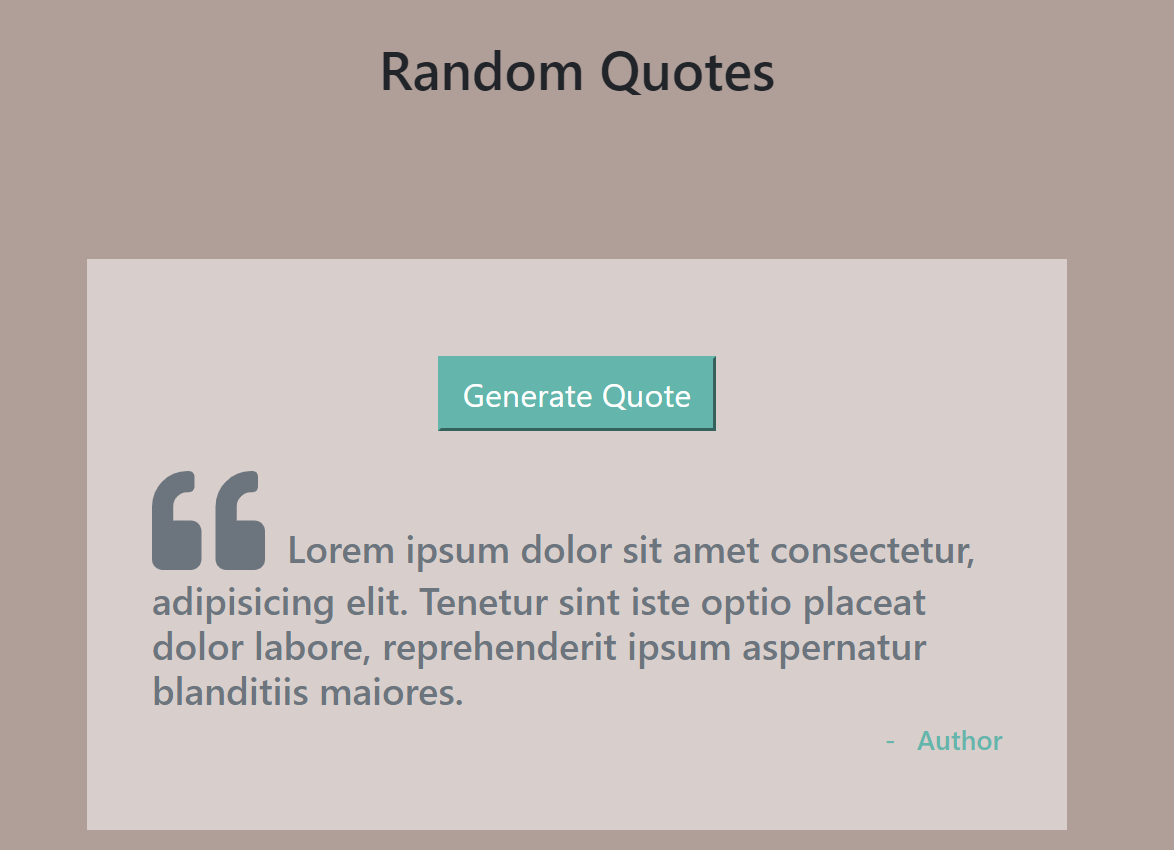 Random Quotes
Generate Quote
“ Lorem ipsum dolor sit amet consectetur,
adipisicing elit. Tenetur sint iste optio placeat
dolor labore, reprehenderit ipsum aspernatur
blanditiis maiores.
- Author